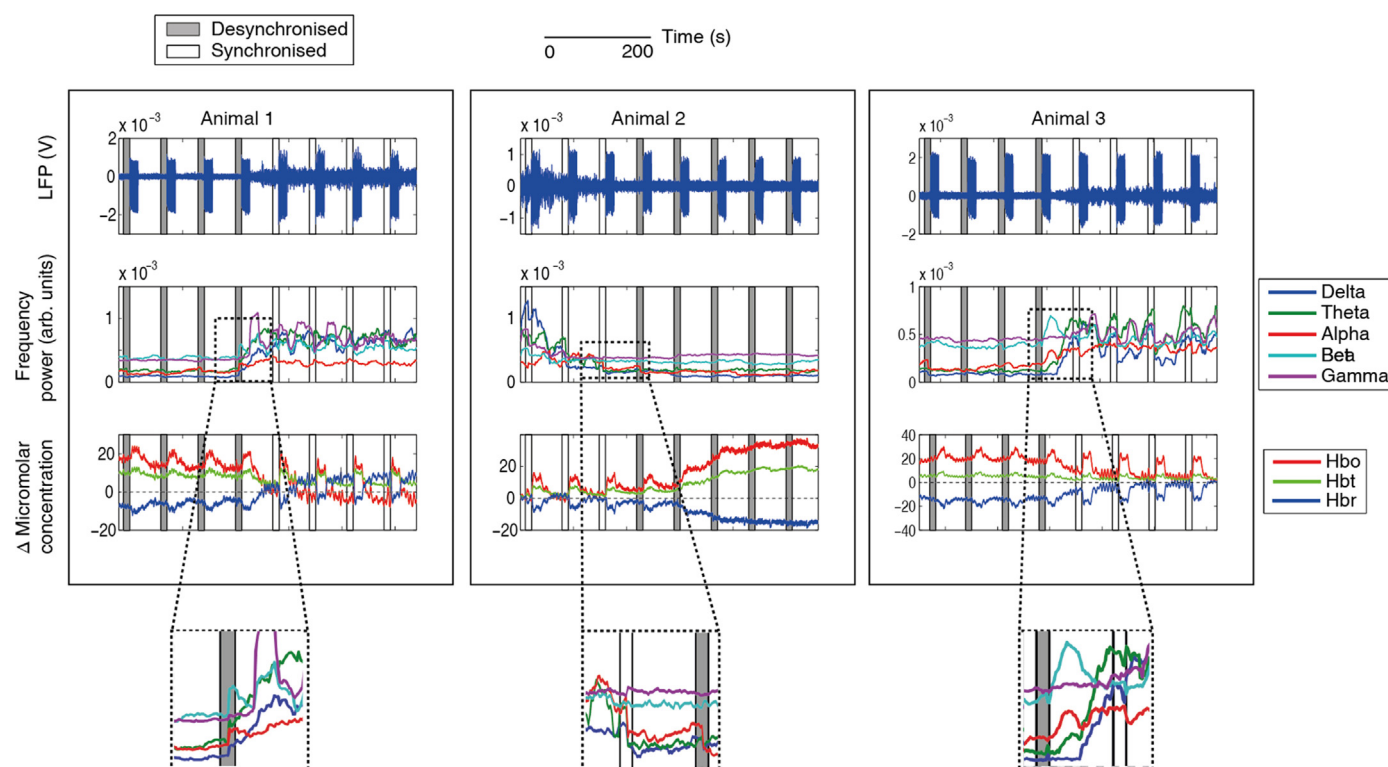 Desynchronised
Synchronised
Time (s)
0 200
Animal 1
x 10⁻³
LFP (V)
2
0
−2
x 10⁻³
Frequency
power (arb. units)
1
0
Δ Micromolar
concentration
20
0
−20
Animal 2
x 10⁻³
1
0
−1
x 10⁻³
1
0
20
0
−20
Animal 3
x 10⁻³
2
0
−2
x 10⁻³
1
0.5
0
40
20
0
−20
−40
Delta
Theta
Alpha
Beta
Gamma
Hbo
Hbt
Hbr